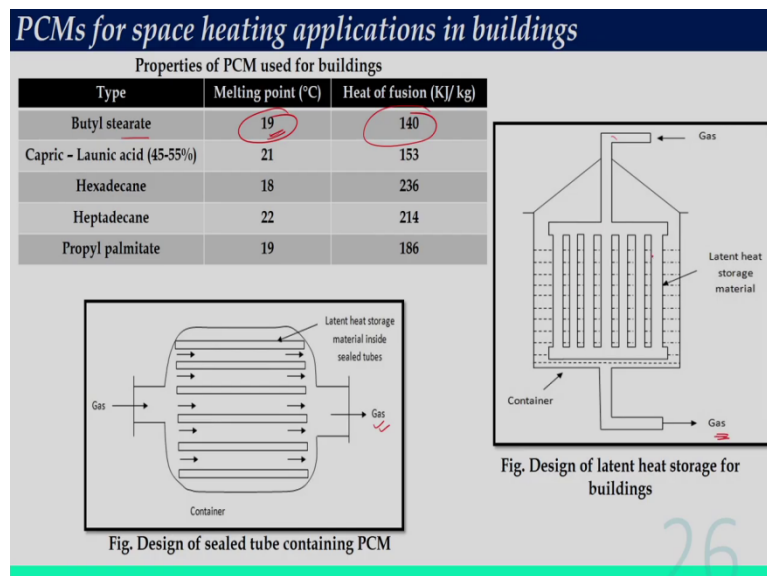 PCMs for space heating applications in buildings
Properties of PCM used for buildings
Type Melting point (°C) Heat of fusion (KJ/ kg)
Butyl stearate 19 140
Capric – Launic acid (45-55%) 21 153
Hexadecane 18 236
Heptadecane 22 214
Propyl palmitate 19 186
Gas
Latent heat
storage
material
Container
Gas
Fig. Design of latent heat storage for
buildings
Latent heat storage
material inside
sealed tubes
Gas
Gas
Container
Fig. Design of sealed tube containing PCM
26